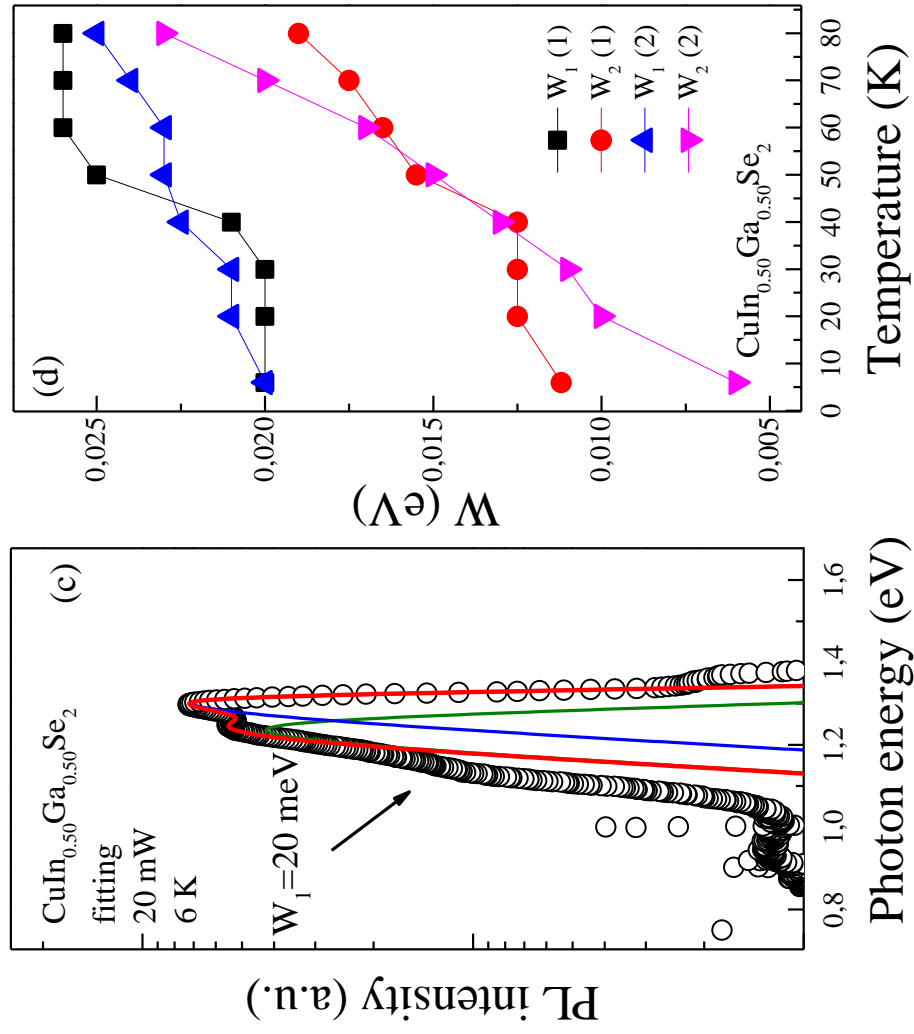 (c)
CuIn0.50Ga0.50Se2
fitting
20 mW
6 K
W1=20 meV
PL intensity (a.u.)
0,8 1,0 1,2 1,4 1,6
Photon energy (eV)
(d)
0,025
0,020
0,015
0,010
0,005
W (eV)
W1 (1)
W2 (1)
W1 (2)
W2 (2)
CuIn0.50Ga0.50Se2
0 10 20 30 40 50 60 70 80
Temperature (K)